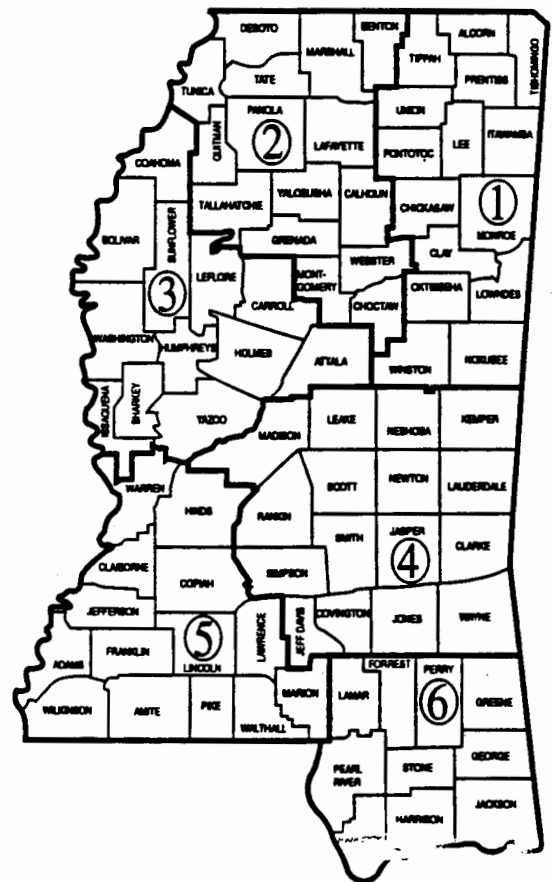 DESOTO
BENTON
ALCORN
MARSHALL
TIPPAH
TISHOMINGO
TATE
PRENTISS
TUNICA
PANOLA
UNION
QUITMAN
②
LAFAYETTE
PONTOTOC
LEE
ITAWAMBA
COAHOMA
TALLAHATCHIE
YALOBUSHA
CALHOUN
CHICKASAW
①
MONROE
BOLIVAR
SUNFLOWER
GRENADA
WEBSTER
CLAY
LEFLORE
MONT-
GOMERY
OKTIBBEHA
LOWNDES
③
CARROLL
CHOCTAW
WASHINGTON
HUMPHREYS
HOLMES
ATTALA
WINSTON
NOXUBEE
ISSAQUENA
SHARKEY
YAZOO
MADISON
LEAKE
NESHOBA
KEMPER
WARREN
SCOTT
NEWTON
LAUDERDALE
HINDS
RANKIN
SMITH
JASPER
CLARKE
④
CLAIBORNE
COPIAH
SIMPSON
JEFFERSON
LAWRENCE
JEFF DAVIS
COVINGTON
JONES
WAYNE
⑤
ADAMS
FRANKLIN
LINCOLN
FORREST
PERRY
WILKINSON
AMITE
PIKE
WALTHALL
MARION
LAMAR
⑥
GREENE
PEARL
RIVER
STONE
GEORGE
HARRISON
JACKSON